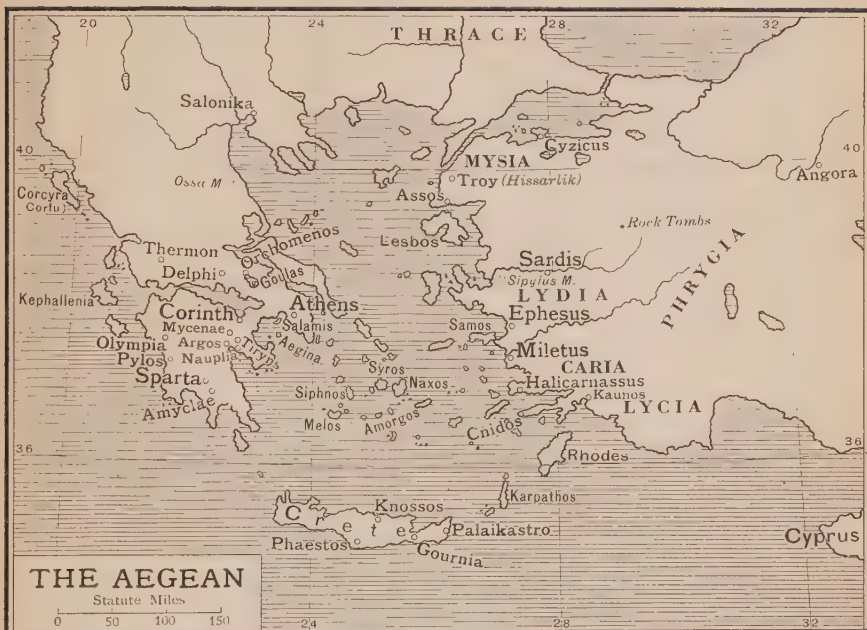 20
24
28
32
THRACE
Salonika
40
Cyzicus
40
MYSIA
Angora
Ossa M
Troy (Hissarlik)
Corcyra
(Corfu)
Assos
Rock Tombs
Orchomenos
Lesbos
Thermon
Sardis
Delphi
Goulas
Sipylus M.
PHRYGIA
Kephallenia
LYDIA
Corinth
Athens
Ephesus
Mycenae
Salamis
Samos
Olympia
Argos
Tiryns
Aegina
Miletus
Pylos
Nauplia
Syros
CARIA
Sparta
Naxos
Halicarnassus
Siphnos
Kaunos
Amyclae
Melos
Amorgos
LYCIA
Cnidos
36
36
Rhodes
Karpathos
Crete
Knossos
Palaikastro
Phaestos
Gournia
Cyprus
THE AEGEAN
Statute Miles
0 50 100 150
24
28
32